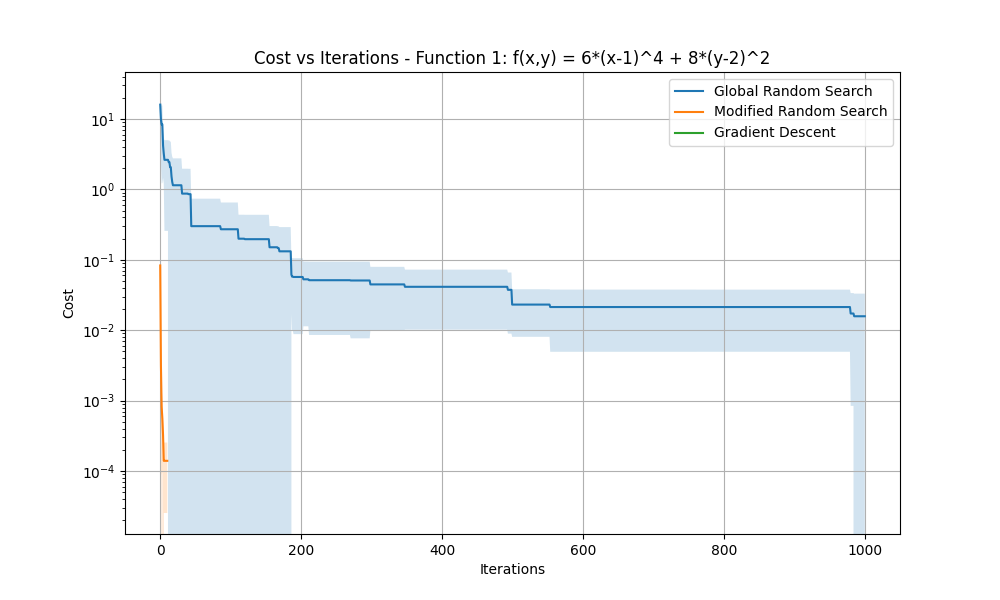 Cost vs Iterations - Function 1: f(x,y) = 6*(x-1)^4 + 8*(y-2)^2
Global Random Search
Modified Random Search
Gradient Descent
10^1
10^0
10^−1
10^−2
10^−3
10^−4
Cost
0 200 400 600 800 1000
Iterations